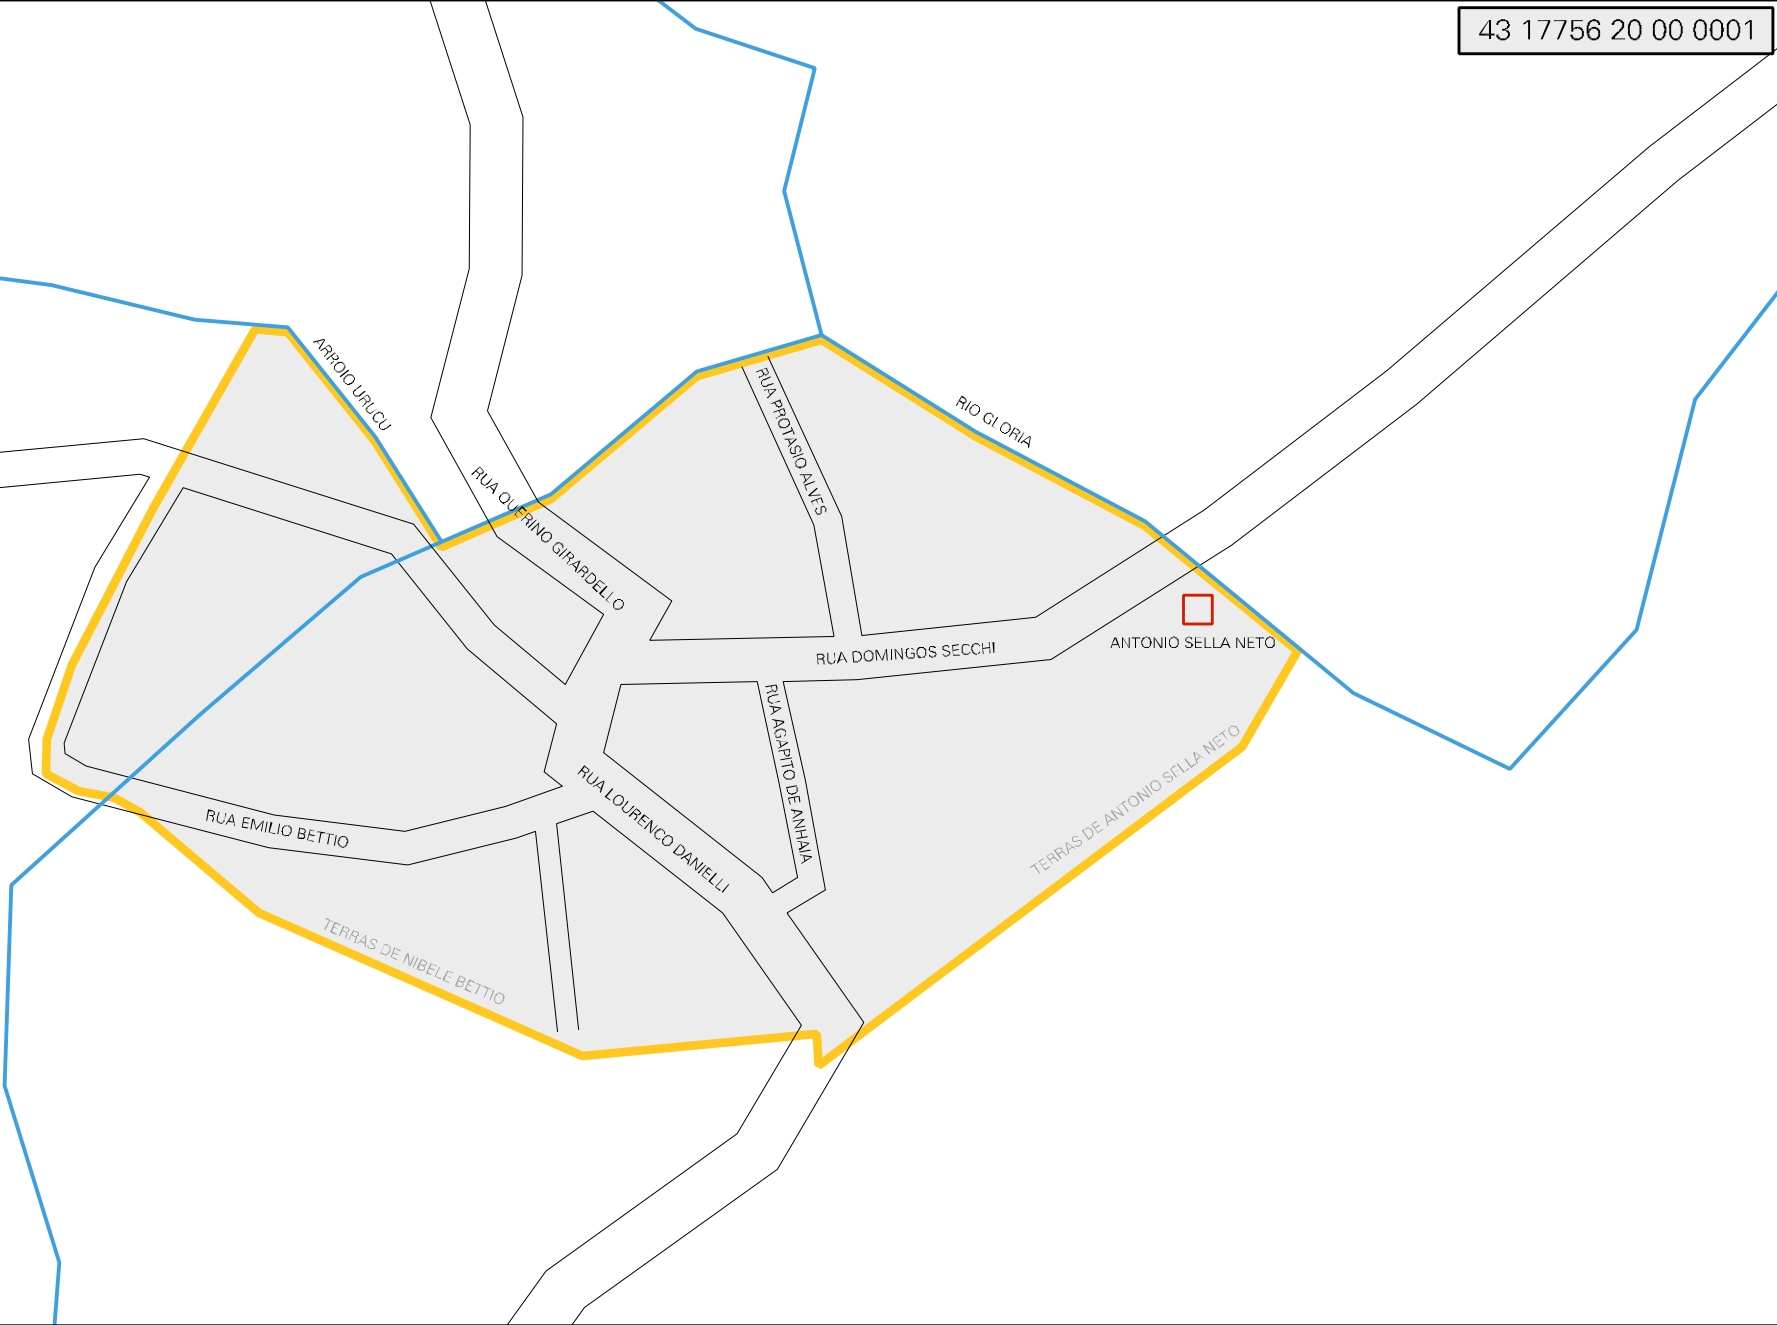 43 17756 20 00 0001
ARROIO URUCU
RUA PROTASIO ALVES
RIO GLORIA
RUA QUERINO GIRARDELLO
RUA DOMINGOS SECCHI
ANTONIO SELLA NETO
RUA AGAPITO DE ANHAIA
TERRAS DE ANTONIO SELLA NETO
RUA LOURENCO DANIELLI
RUA EMILIO BETTIO
TERRAS DE NIBELE BETTIO